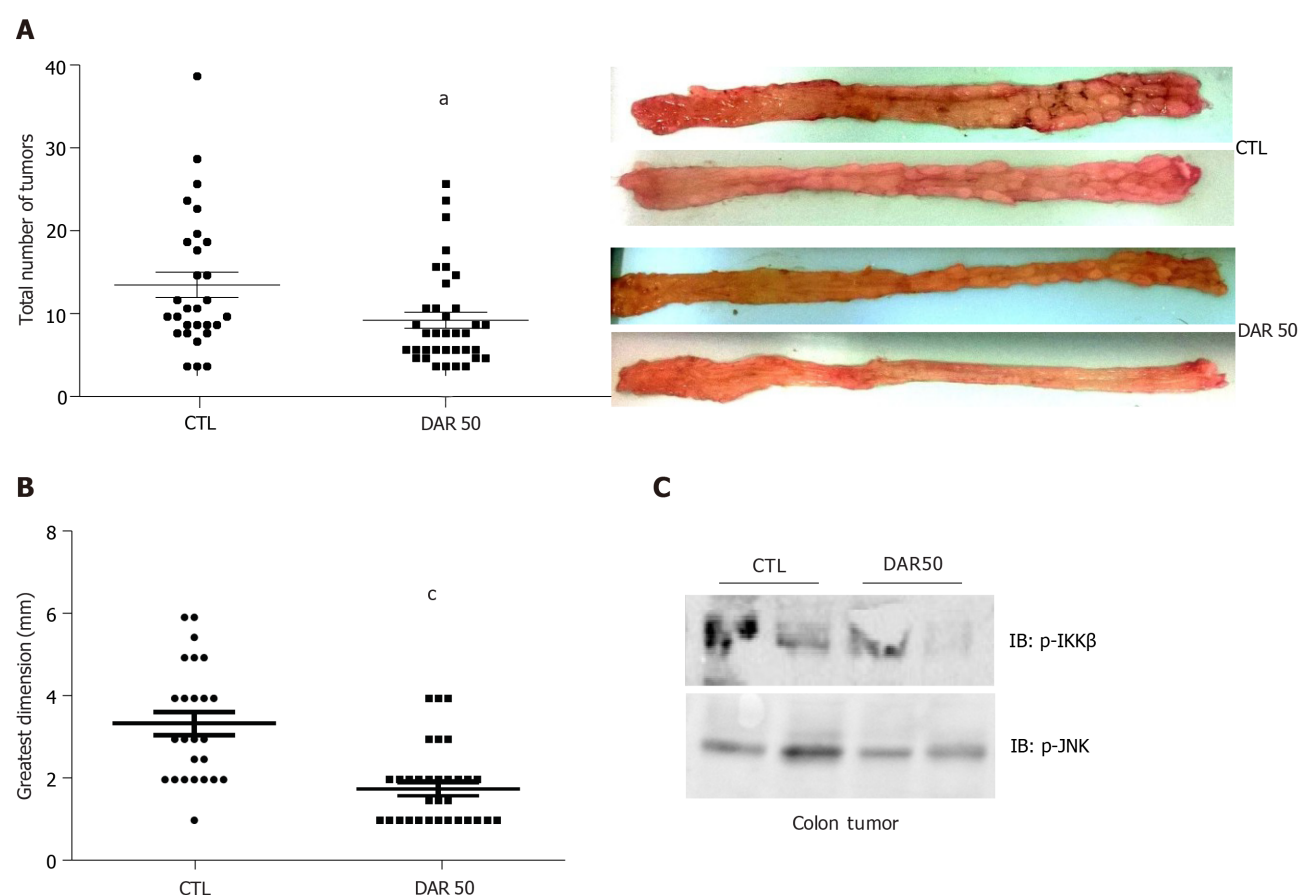 A
Total number of tumors
40
30
20
10
0
a
CTL
DAR 50
CTL
DAR 50
B
Greatest dimension (mm)
8
6
4
2
0
c
CTL
DAR 50
C
CTL DAR50
IB: p-IKKβ
IB: p-JNK
Colon tumor